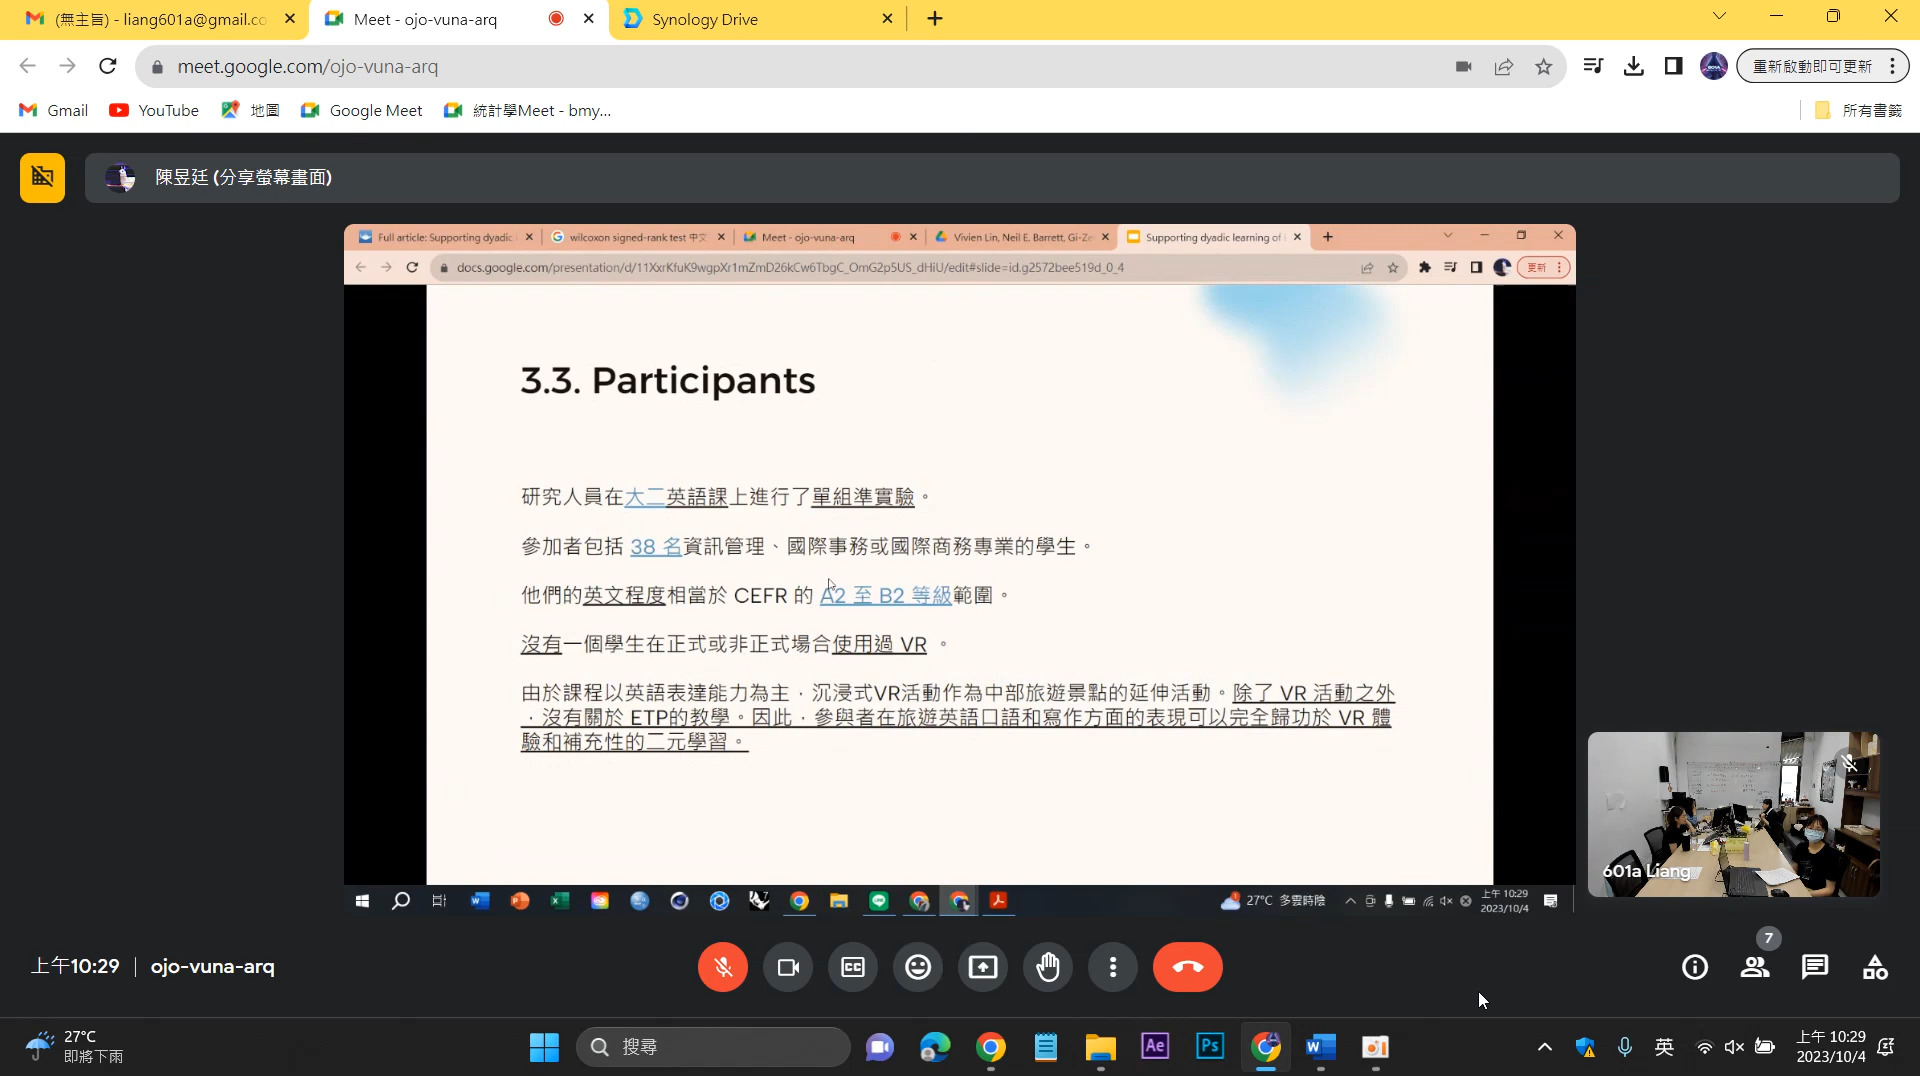 (無主旨) - liang601a@gmail.co
Meet - ojo-vuna-arq
Synology Drive
meet.google.com/ojo-vuna-arq
重新啟動即可更新
Gmail
YouTube
地圖
Google Meet
統計學Meet - bmy...
所有書籤
陳昱廷 (分享螢幕畫面)
Full article: Supporting dyadic
wilcoxon signed-rank test 中文
Meet - ojo-vuna-arq
Vivien Lin, Neil E. Barrett, Gi-Ze
Supporting dyadic learning of
docs.google.com/presentation/d/11XxrKfuK9wgpXr1mZmD26kCw6TbgC_OmG2p5US_dHiU/edit#slide=id.g2572bee519d_0_4
更新
3.3. Participants
研究人員在大二英語課上進行了單組準實驗。
參加者包括 38 名資訊管理、國際事務或國際商務專業的學生。
他們的英文程度相當於 CEFR 的 A2 至 B2 等級範圍。
沒有一個學生在正式或非正式場合使用過 VR 。
由於課程以英語表達能力為主，沉浸式VR活動作為中部旅遊景點的延伸活動。除了 VR 活動之外
，沒有關於 ETP的教學。因此，參與者在旅遊英語口語和寫作方面的表現可以完全歸功於 VR 體
驗和補充性的二元學習。
601a Liang
27°C 多雲時陰
上午 10:29
2023/10/4
上午10:29
ojo-vuna-arq
7
27°C
即將下雨
搜尋
Ae
Ps
英
上午 10:29
2023/10/4